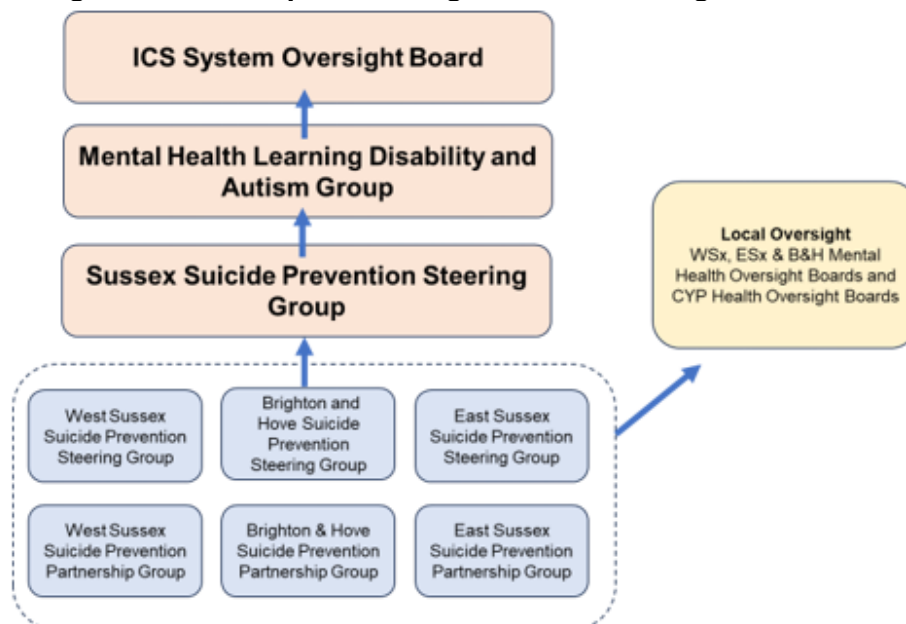 ICS System Oversight Board
Mental Health Learning Disability and
Autism Group
Sussex Suicide Prevention Steering
Group
Local Oversight
WSx, ESx & B&H Mental
Health Oversight Boards and
CYP Health Oversight Boards
West Sussex
Suicide Prevention
Steering Group
Brighton and
Hove Suicide
Prevention
Steering Group
East Sussex
Suicide Prevention
Steering Group
West Sussex
Suicide Prevention
Partnership Group
Brighton & Hove
Suicide Prevention
Partnership Group
East Sussex
Suicide Prevention
Partnership Group